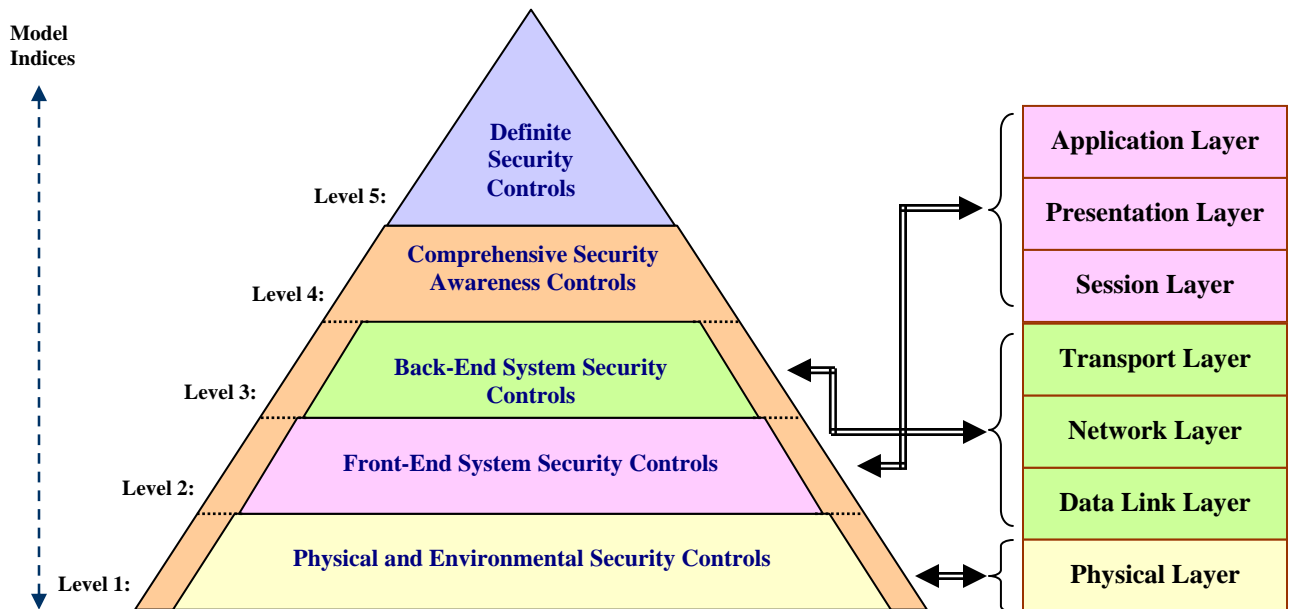 Model
Indices
Definite
Security
Controls
Level 5:
Comprehensive Security
Awareness Controls
Level 4:
Back-End System Security
Controls
Level 3:
Front-End System Security Controls
Level 2:
Physical and Environmental Security Controls
Level 1:
Application Layer
Presentation Layer
Session Layer
Transport Layer
Network Layer
Data Link Layer
Physical Layer